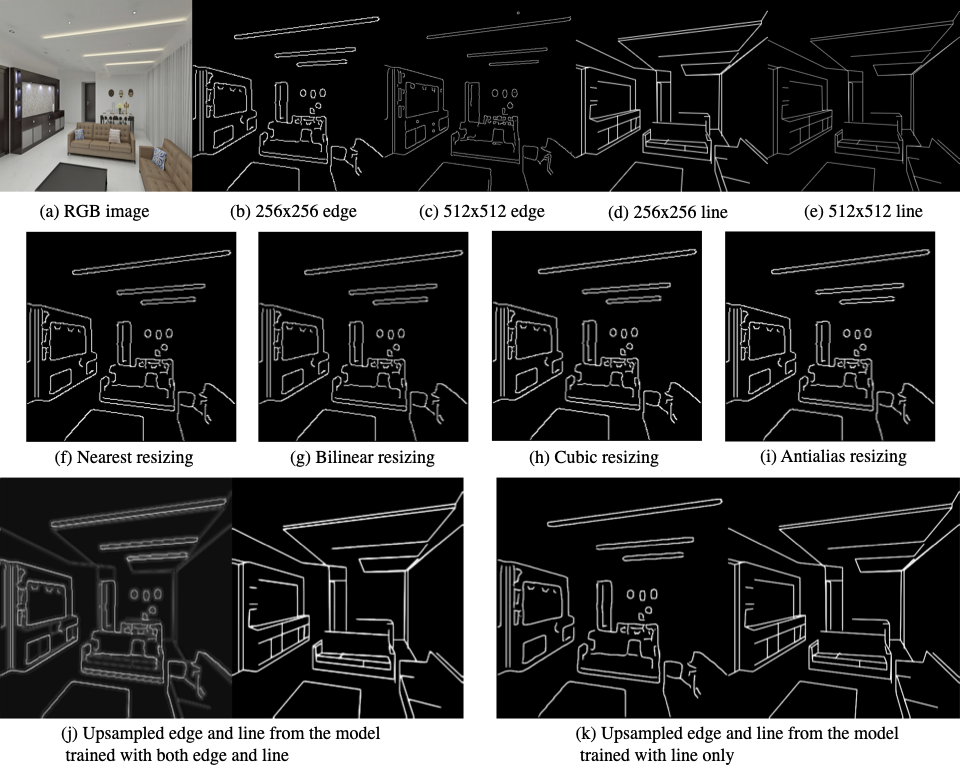 (a) RGB image
(b) 256x256 edge
(c) 512x512 edge
(d) 256x256 line
(e) 512x512 line
(f) Nearest resizing
(g) Bilinear resizing
(h) Cubic resizing
(i) Antialias resizing
(j) Upsampled edge and line from the model
trained with both edge and line
(k) Upsampled edge and line from the model
trained with line only